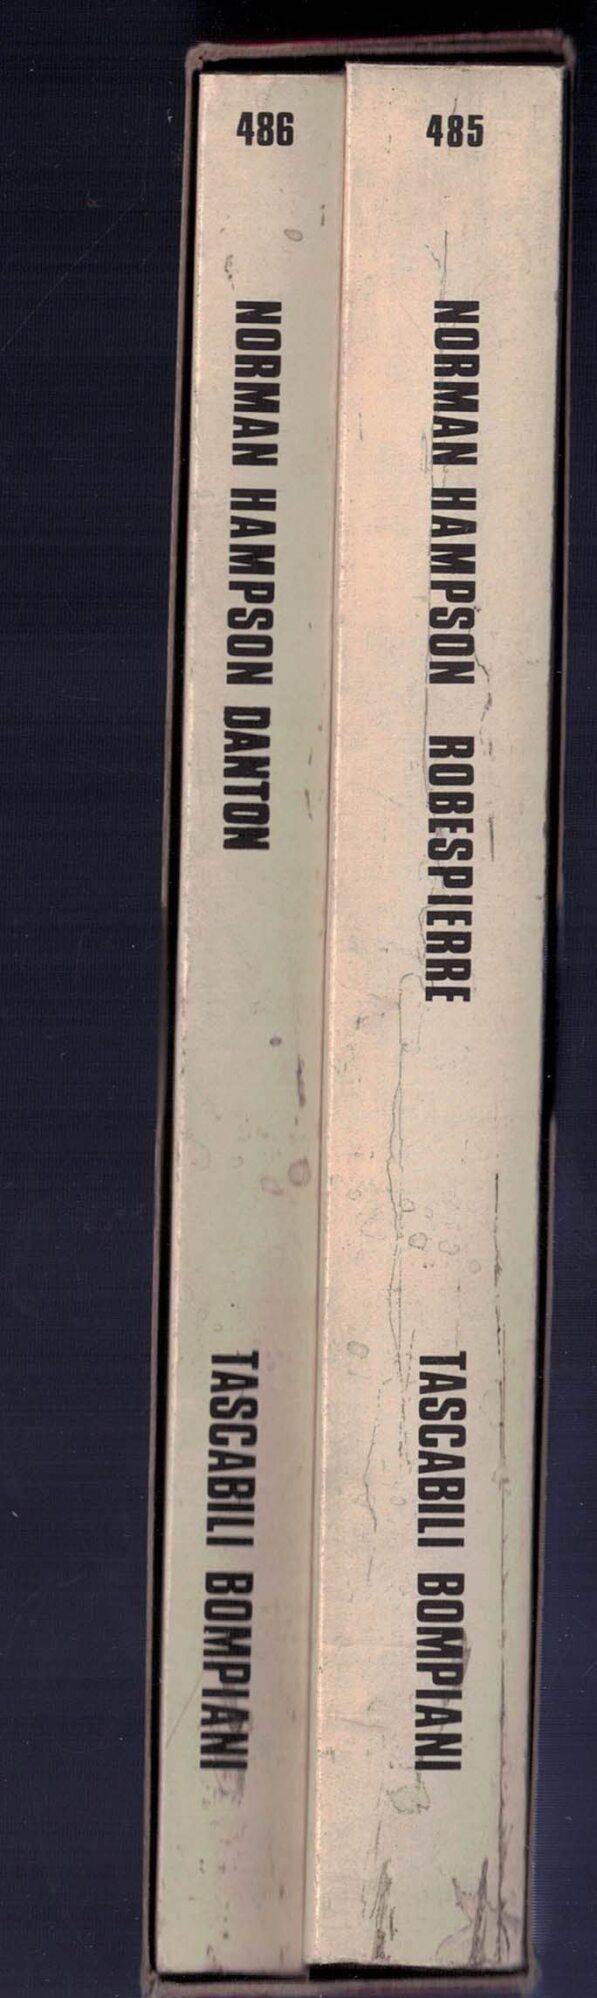 486
NORMAN HAMPSON DANTON
TASCABILI BOMPIANI
485
NORMAN HAMPSON ROBESPIERRE
TASCABILI BOMPIANI